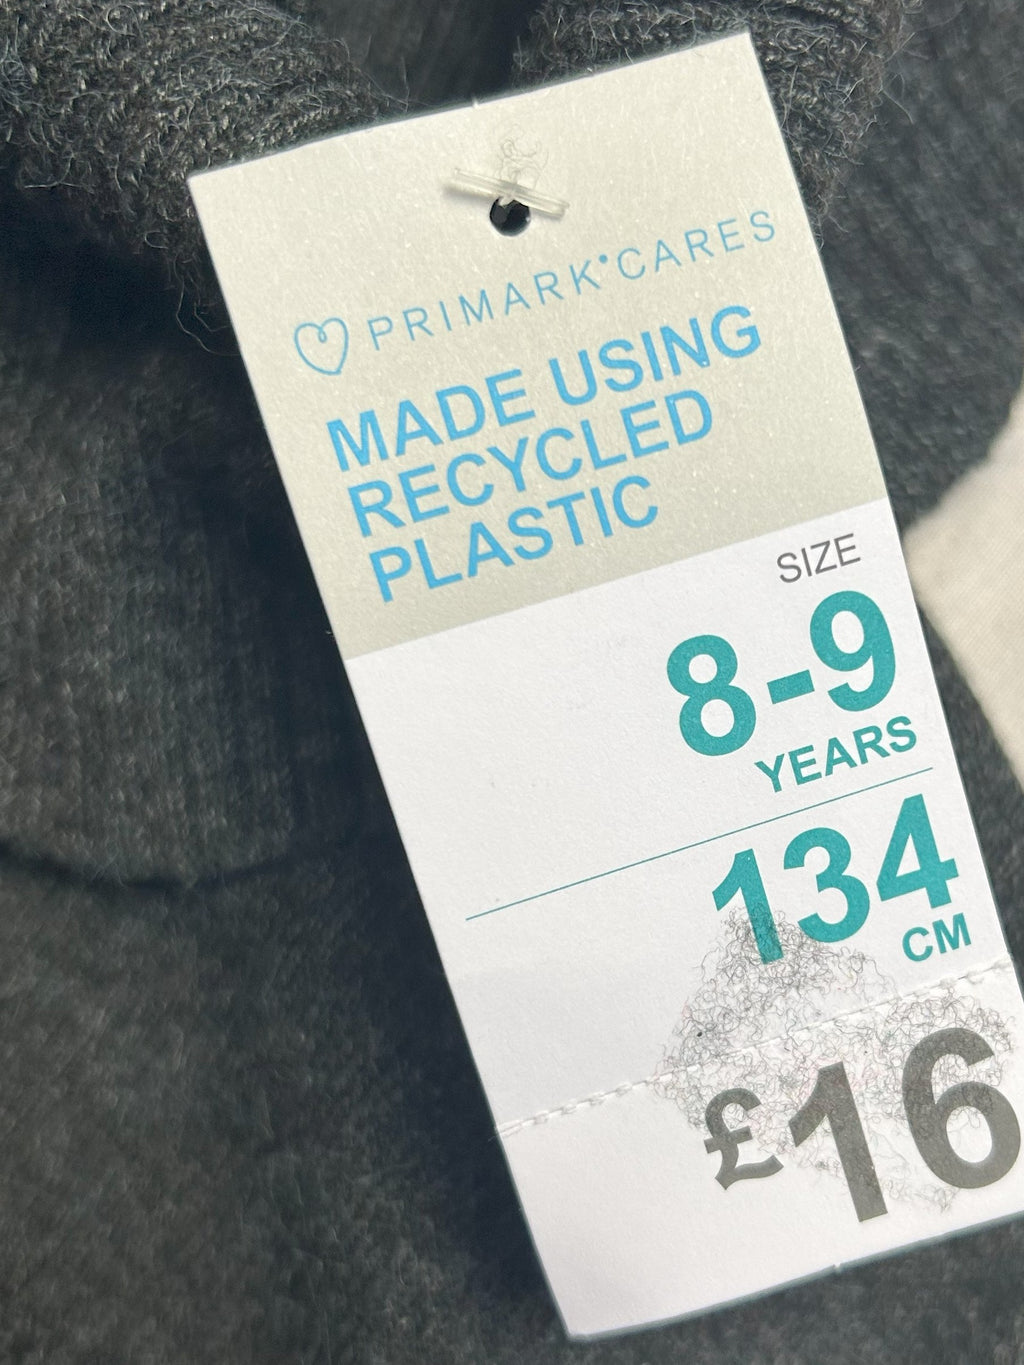 PRIMARK•CARES
MADE USING
RECYCLED
PLASTIC
SIZE
8-9
YEARS
134
CM
£16